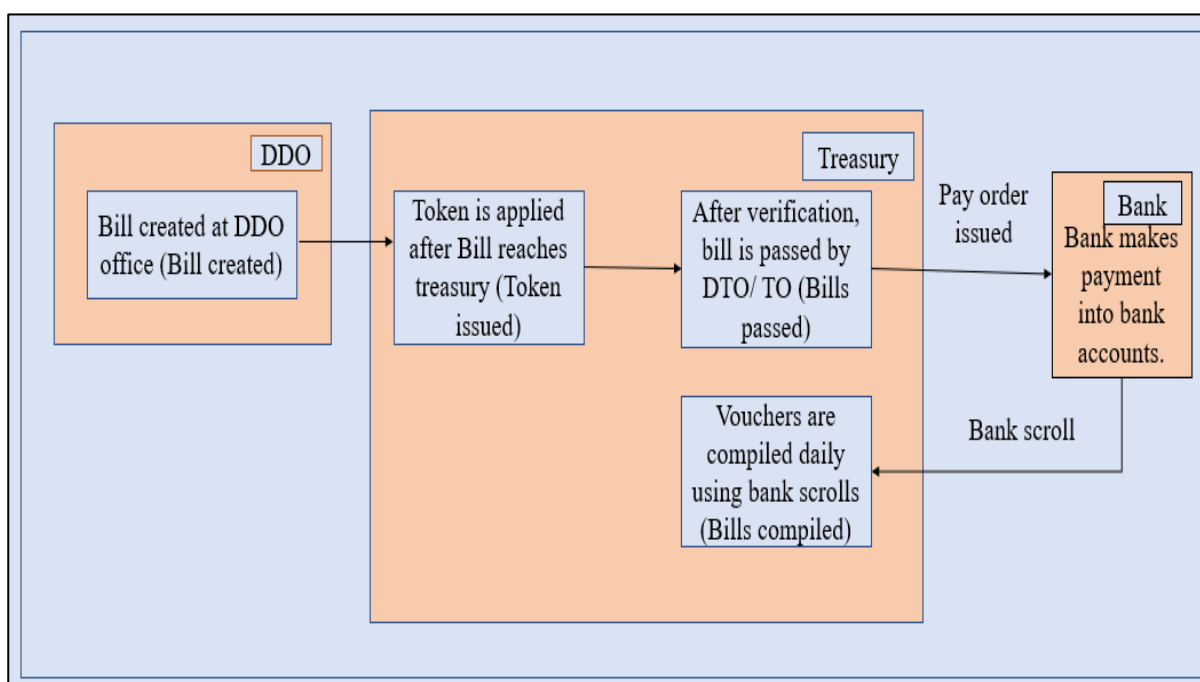 DDO
Bill created at DDO
office (Bill created)
Treasury
Token is applied
after Bill reaches
treasury (Token
issued)
After verification,
bill is passed by
DTO/ TO (Bills
passed)
Pay order
issued
Bank
Bank makes
payment
into bank
accounts.
Bank scroll
Vouchers are
compiled daily
using bank scrolls
(Bills compiled)